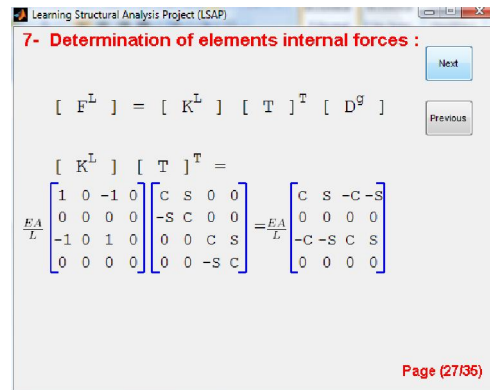 Learning Structural Analysis Project (LSAP)
7- Determination of elements internal forces :
Next
[ F^L ] = [ K^L ] [ T ]^T [ D^g ]
Previous
[ K^L ] [ T ]^T =
EA/L [1 0 -1 0] [C S 0 0] = EA/L [C S -C -S]
[0 0 0 0] [-S C 0 0] [0 0 0 0]
[-1 0 1 0] [0 0 C S] [-C -S C S]
[0 0 0 0] [0 0 -S C] [0 0 0 0]
Page (27/35)